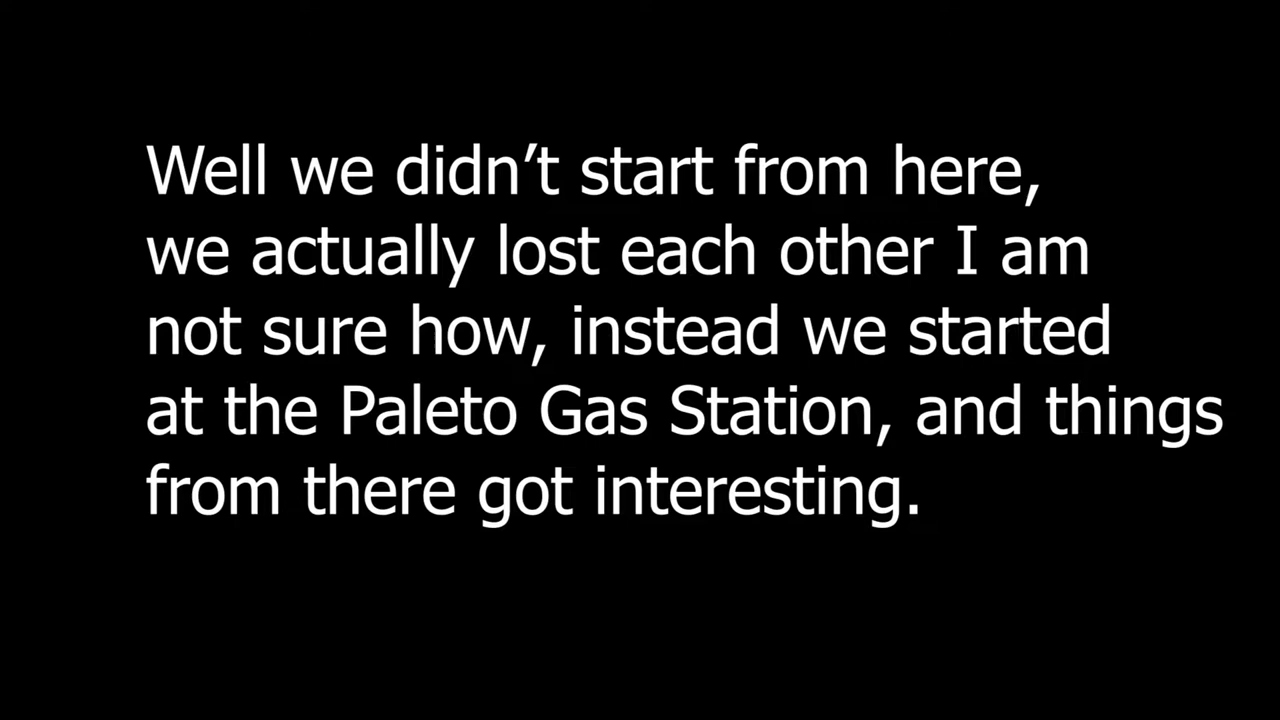 Well we didn’t start from here,
we actually lost each other I am
not sure how, instead we started
at the Paleto Gas Station, and things
from there got interesting.